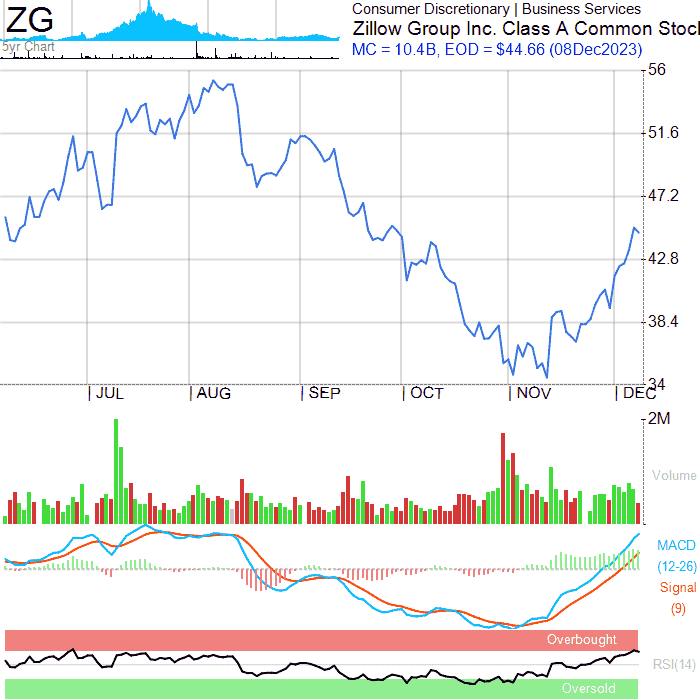 ZG
5yr Chart
Consumer Discretionary | Business Services
Zillow Group Inc. Class A Common Stoc
MC = 10.4B, EOD = $44.66 (08Dec2023)
56
51.6
47.2
42.8
38.4
34
JUL AUG SEP OCT NOV DEC
2M
Volume
MACD
(12-26)
Signal
(9)
Overbought
RSI(14)
Oversold